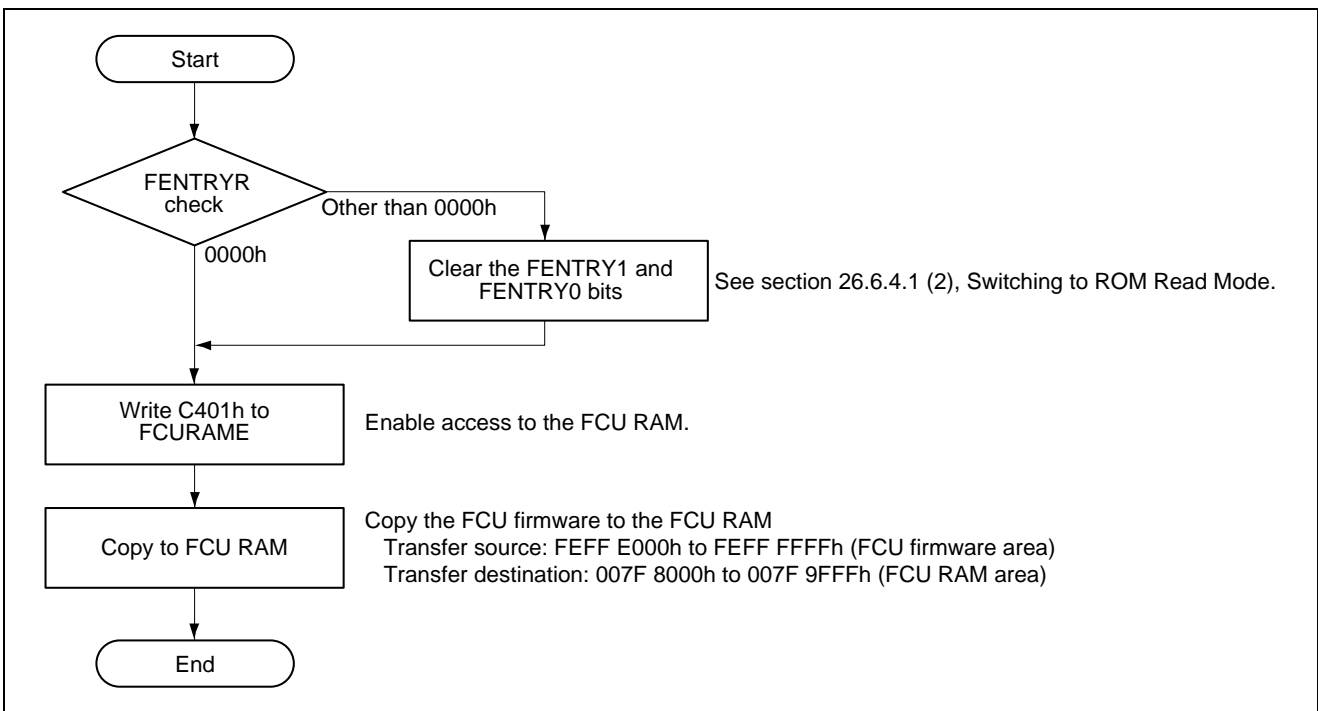 Start
FENTRYR
check
Other than 0000h
0000h
Clear the FENTRY1 and
FENTRY0 bits
See section 26.6.4.1 (2), Switching to ROM Read Mode.
Write C401h to
FCURAME
Enable access to the FCU RAM.
Copy to FCU RAM
Copy the FCU firmware to the FCU RAM
Transfer source: FEFF E000h to FEFF FFFFh (FCU firmware area)
Transfer destination: 007F 8000h to 007F 9FFFh (FCU RAM area)
End